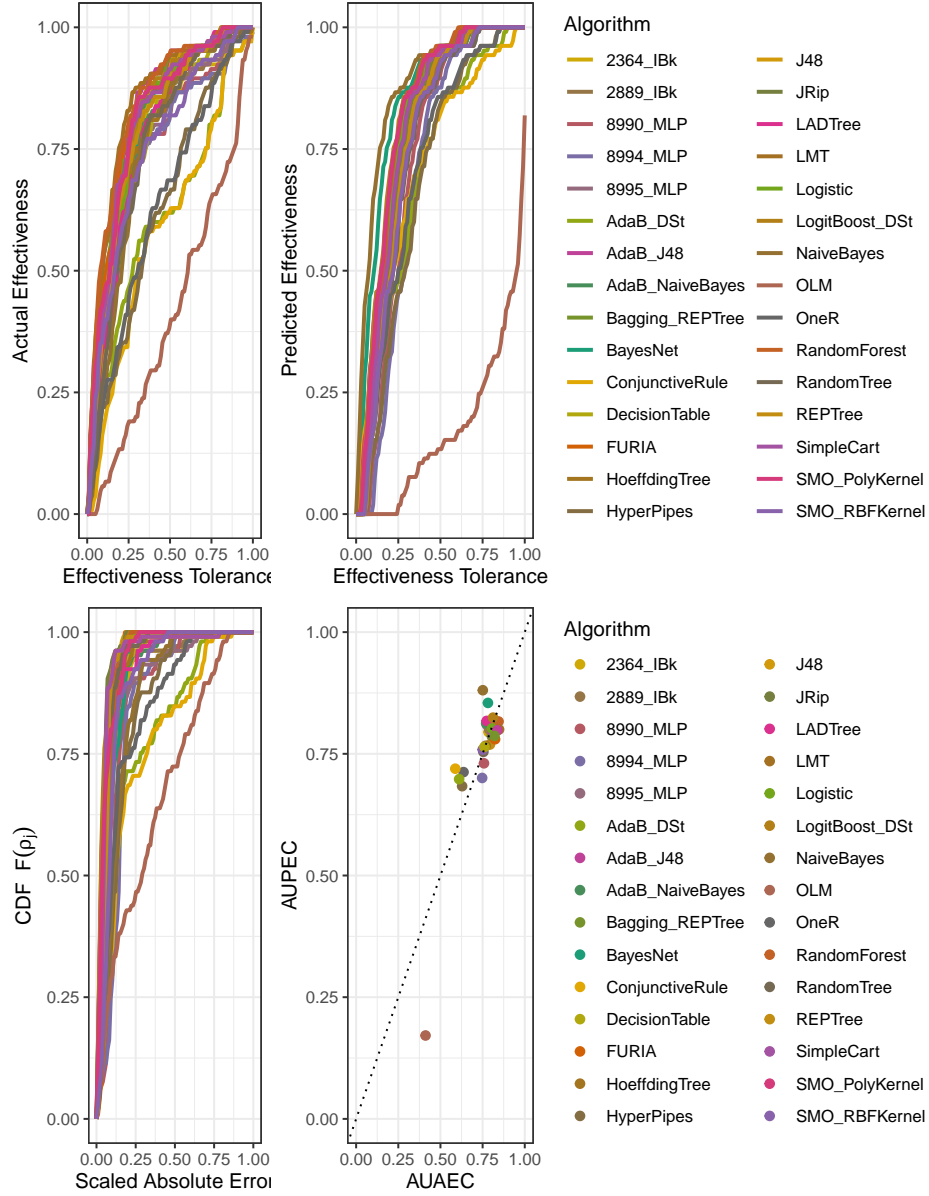 Actual Effectiveness
1.00
0.75
0.50
0.25
0.00
0.00 0.25 0.50 0.75 1.00
Effectiveness Tolerance
Predicted Effectiveness
1.00
0.75
0.50
0.25
0.00
0.00 0.25 0.50 0.75 1.00
Effectiveness Tolerance
Algorithm
2364_IBk J48
2889_IBk JRip
8990_MLP LADTree
8994_MLP LMT
8995_MLP Logistic
AdaB_DSt LogitBoost_DSt
AdaB_J48 NaiveBayes
AdaB_NaiveBayes OLM
Bagging_REPTree OneR
BayesNet RandomForest
ConjunctiveRule RandomTree
DecisionTable REPTree
FURIA SimpleCart
HoeffdingTree SMO_PolyKernel
HyperPipes SMO_RBFKernel
CDF F(ρj)
1.00
0.75
0.50
0.25
0.00
0.00 0.25 0.50 0.75 1.00
Scaled Absolute Error
AUPEC
1.00
0.75
0.50
0.25
0.00
0.00 0.25 0.50 0.75 1.00
AUAEC
Algorithm
2364_IBk J48
2889_IBk JRip
8990_MLP LADTree
8994_MLP LMT
8995_MLP Logistic
AdaB_DSt LogitBoost_DSt
AdaB_J48 NaiveBayes
AdaB_NaiveBayes OLM
Bagging_REPTree OneR
BayesNet RandomForest
ConjunctiveRule RandomTree
DecisionTable REPTree
FURIA SimpleCart
HoeffdingTree SMO_PolyKernel
HyperPipes SMO_RBFKernel